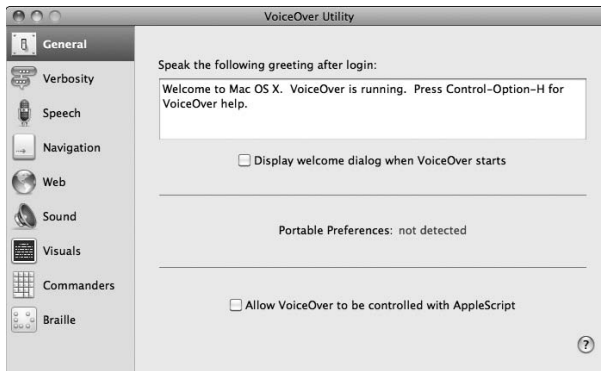 VoiceOver Utility
General
Verbosity
Speech
Navigation
Web
Sound
Visuals
Commanders
Braille
Speak the following greeting after login:
Welcome to Mac OS X. VoiceOver is running. Press Control-Option-H for
VoiceOver help.
Display welcome dialog when VoiceOver starts
Portable Preferences: not detected
Allow VoiceOver to be controlled with AppleScript
?